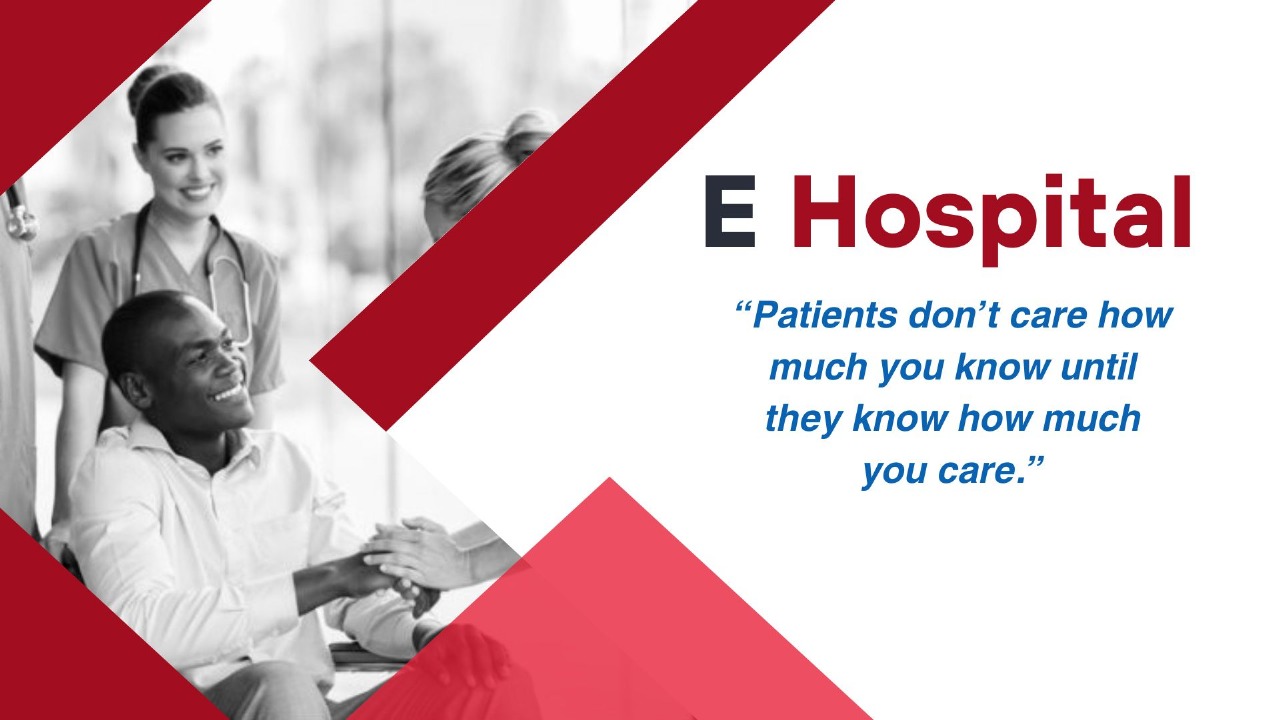 E Hospital
“Patients don’t care how
much you know until
they know how much
you care.”